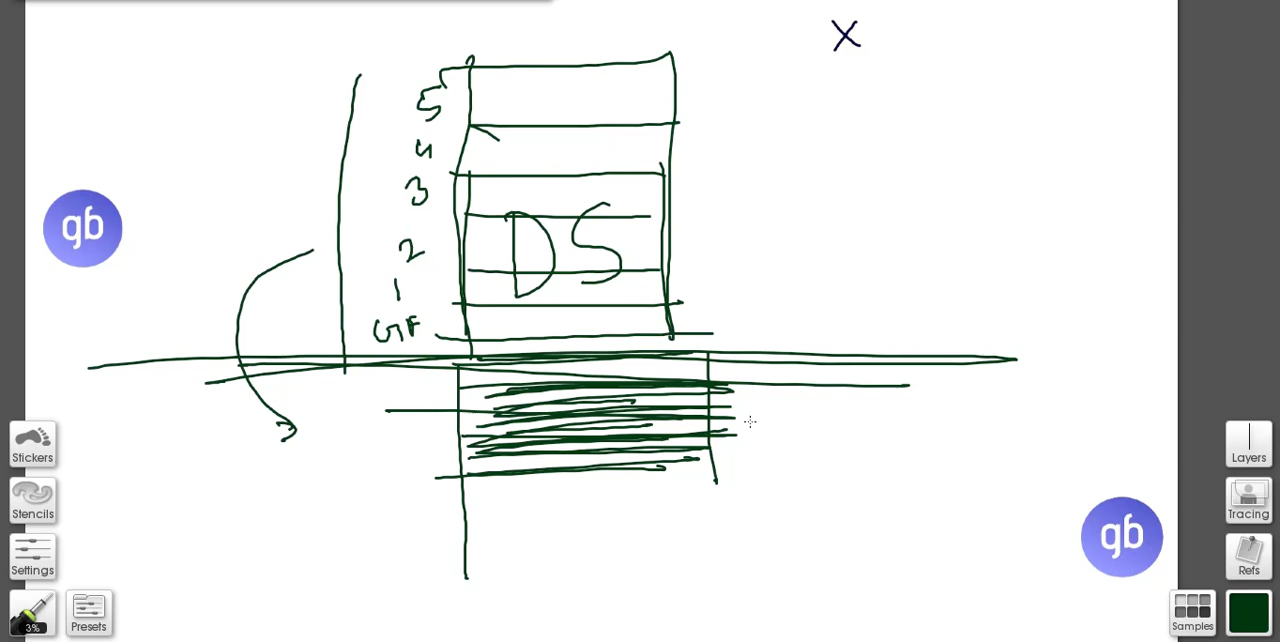 X
5
4
3
2
1
GF
DS
gb
gb
Stickers
Stencils
Settings
3%
Presets
Layers
Tracing
Refs
Samples